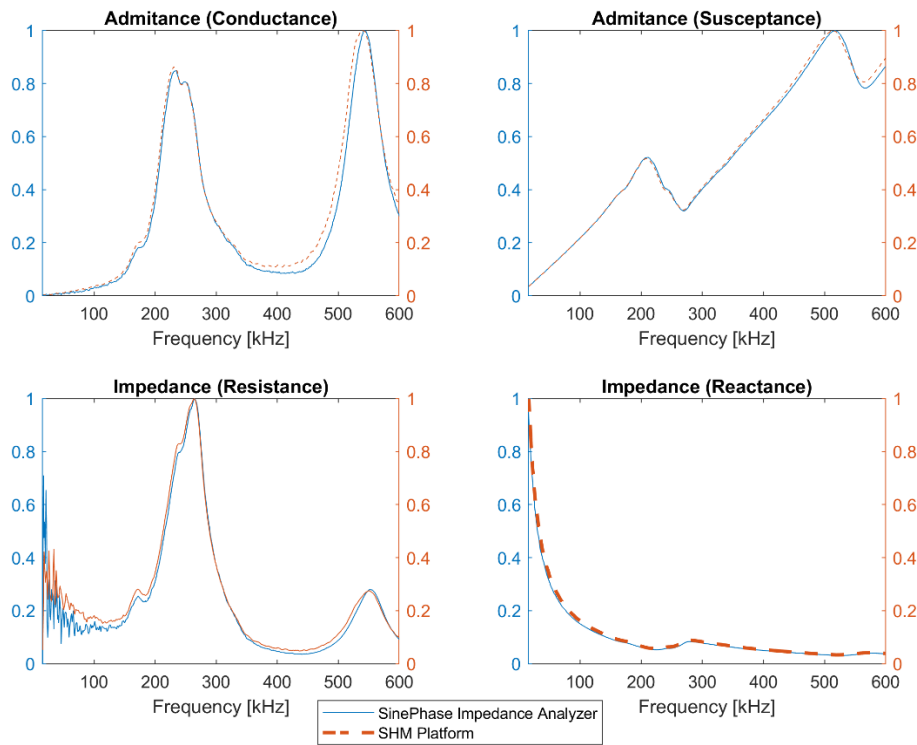 Admitance (Conductance)
1 1
0.8 0.8
0.6 0.6
0.4 0.4
0.2 0.2
0 0
100 200 300 400 500 600
Frequency [kHz]
Admitance (Susceptance)
1 1
0.8 0.8
0.6 0.6
0.4 0.4
0.2 0.2
0 0
100 200 300 400 500 600
Frequency [kHz]
Impedance (Resistance)
1 1
0.8 0.8
0.6 0.6
0.4 0.4
0.2 0.2
0 0
100 200 300 400 500 600
Frequency [kHz]
Impedance (Reactance)
1 1
0.8 0.8
0.6 0.6
0.4 0.4
0.2 0.2
0 0
100 200 300 400 500 600
Frequency [kHz]
SinePhase Impedance Analyzer
SHM Platform